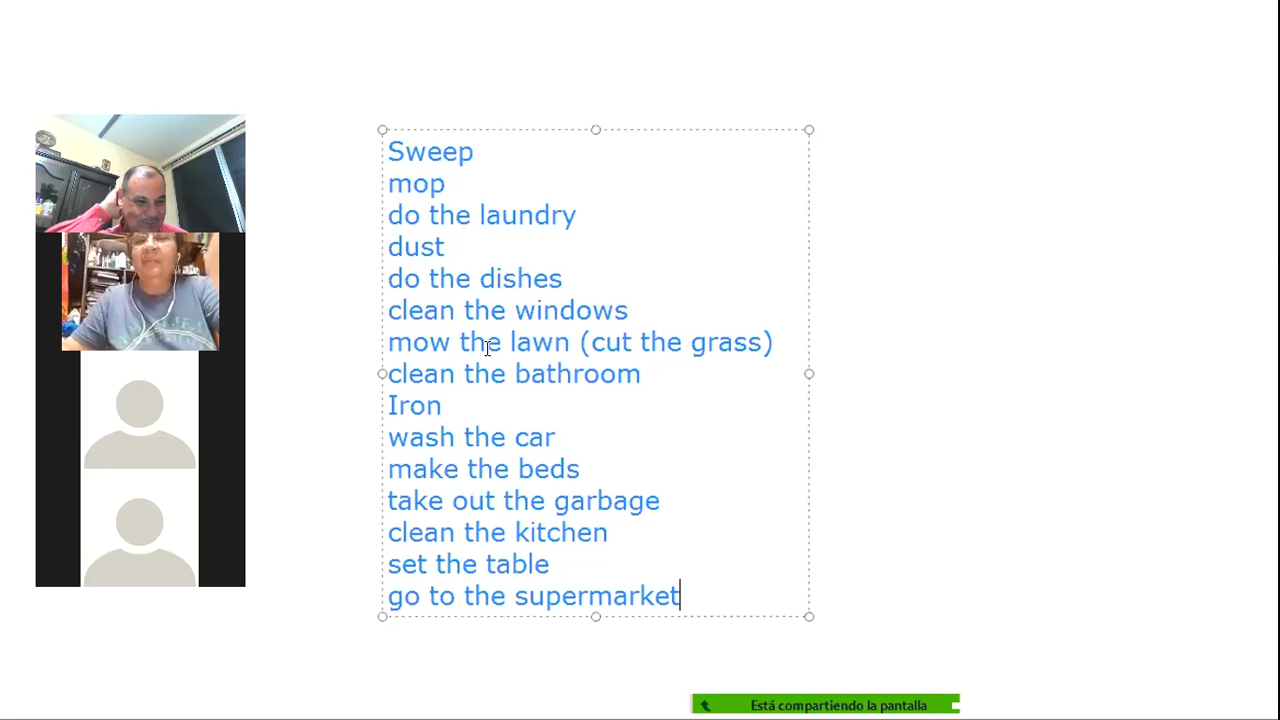 Sweep
mop
do the laundry
dust
do the dishes
clean the windows
mow the lawn (cut the grass)
clean the bathroom
Iron
wash the car
make the beds
take out the garbage
clean the kitchen
set the table
go to the supermarket
Está compartiendo la pantalla